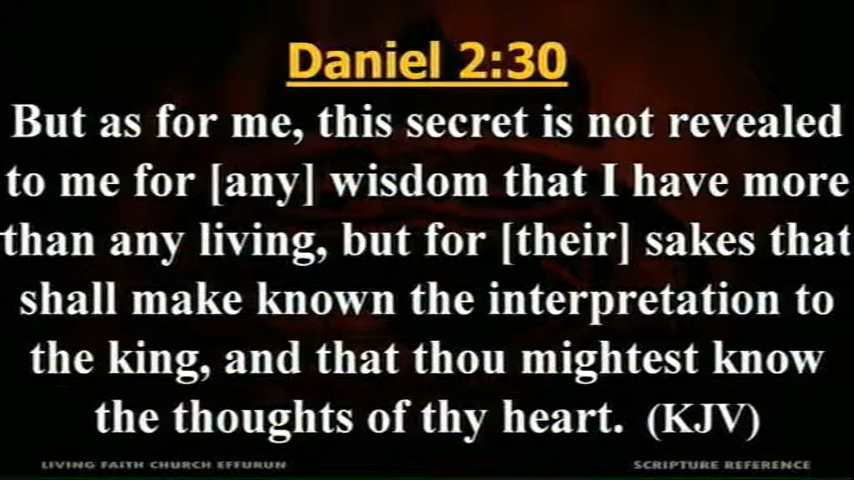 Daniel 2:30
But as for me, this secret is not revealed
to me for [any] wisdom that I have more
than any living, but for [their] sakes that
shall make known the interpretation to
the king, and that thou mightest know
the thoughts of thy heart. (KJV)
LIVING FAITH CHURCH EFFURUN
SCRIPTURE REFERENCE